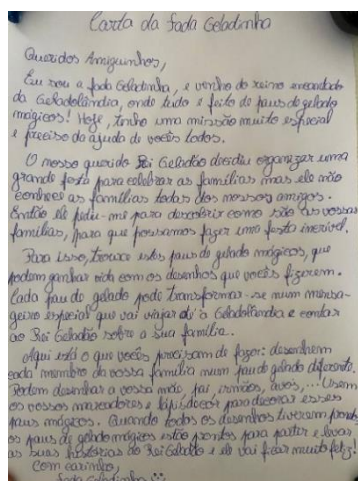 Carta da Fada Geladinha
Queridos Amiguinhos,
Eu sou a fada Geladinha, e venho do reino encantado
da Geladolândia, onde tudo é feito de paus de gelado
mágicos! Hoje, tenho uma missão muito especial
e preciso da ajuda de vocês todos.
O nosso querido Rei Geladão decidiu organizar uma
grande festa para celebrar as famílias mas ele não
conhece as famílias todas dos nossos amigos.
Então ele pediu-me para descobrir como são as vossas
famílias, para que possamos fazer uma festa incrível.
Para isso, trouxe estes paus de gelado mágicos, que
podem ganhar vida com os desenhos que vocês fizerem.
Cada pau de gelado pode transformar-se num mensa-
geiro especial que vai viajar até a Geladolândia e contar
ao Rei Geladão sobre a sua família.
Aqui está o que vocês precisam de fazer: desenhem
cada membro da vossa família num pau de gelado diferente.
Podem desenhar a vossa mãe, pai, irmãos, avós,... Usem
os vossos marcadores e lápis de cor para decorar esses
paus mágicos. Quando todos os desenhos tiverem prontos
os paus de gelado mágicos estão prontos para partir e levar
as suas histórias ao Rei Geladão e ele vai ficar muito feliz!
Com carinho,
Fada Geladinha